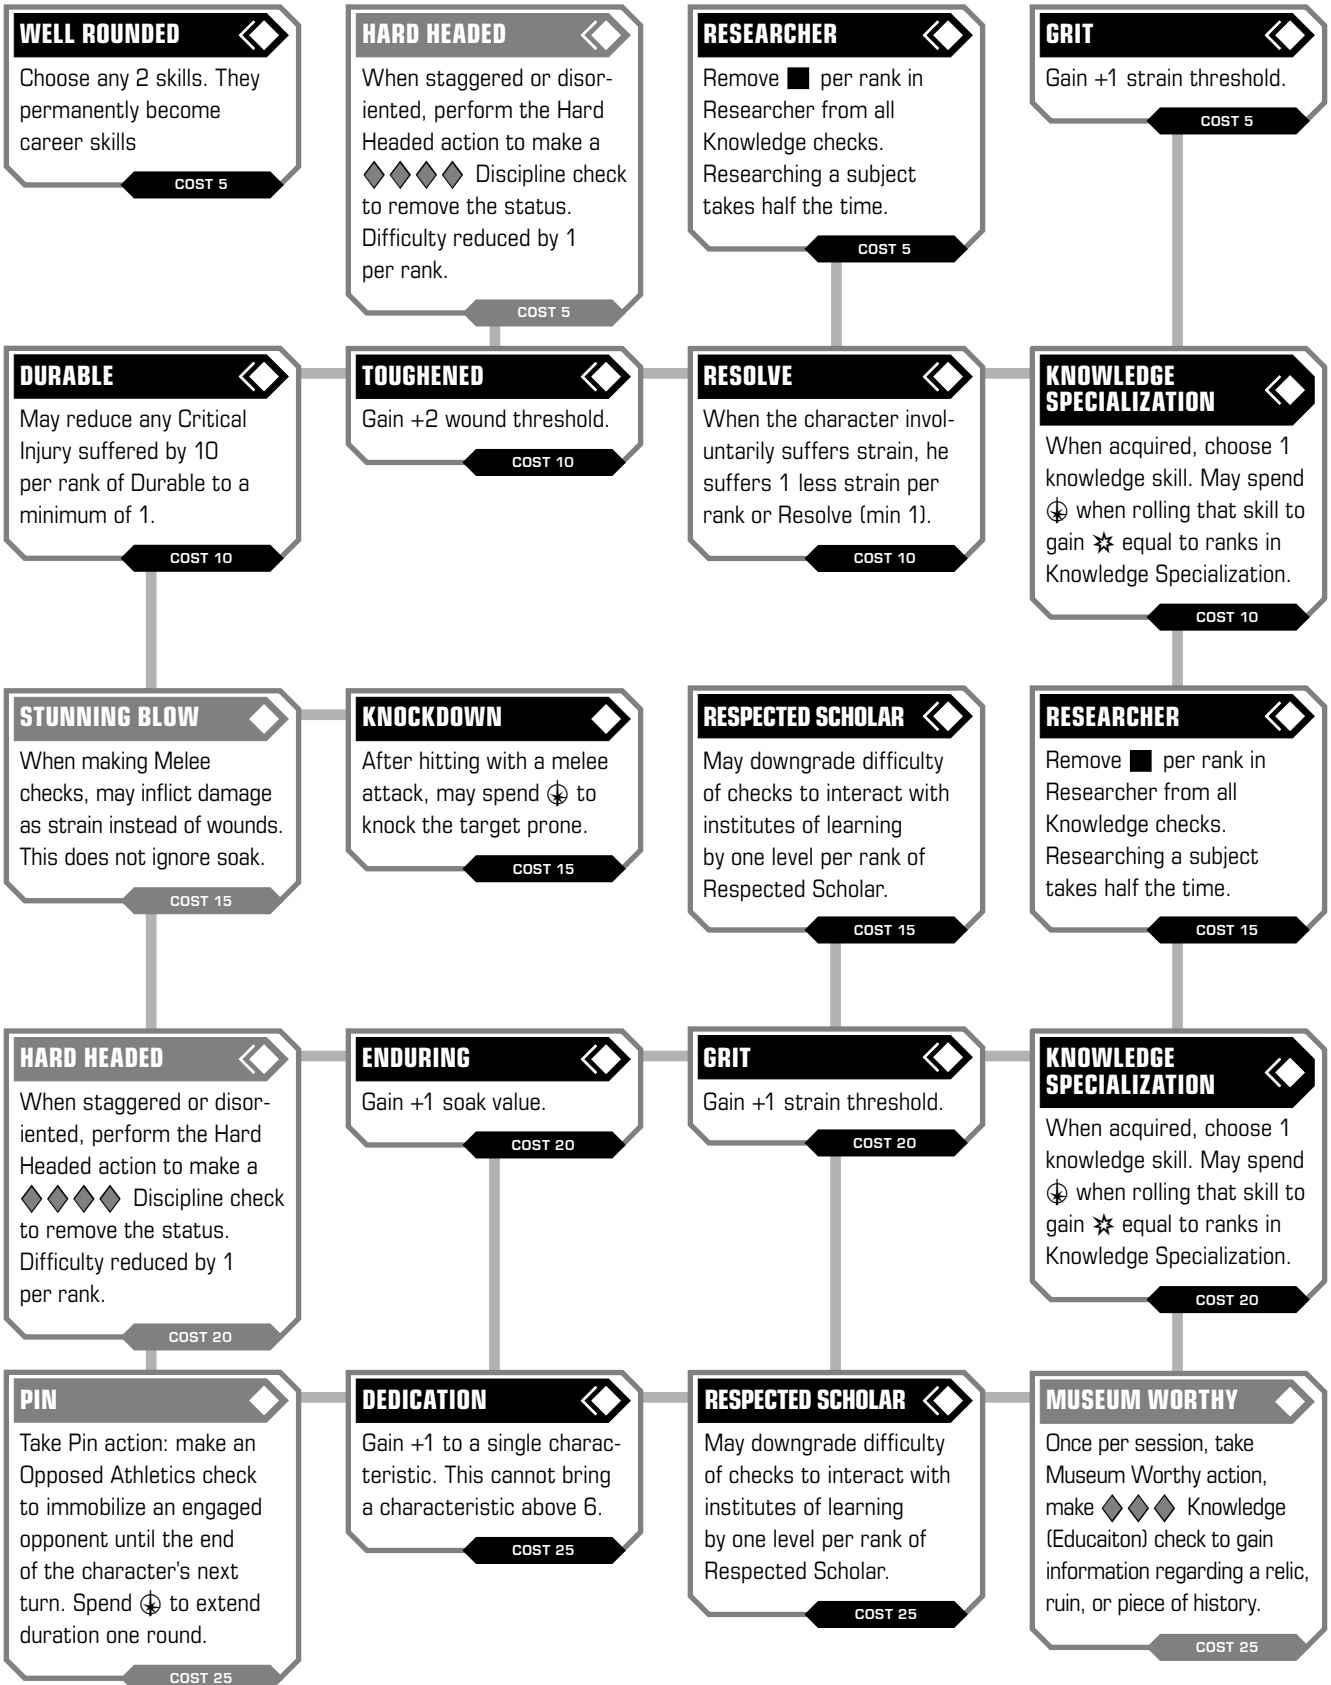 WELL ROUNDED
Choose any 2 skills. They
permanently become
career skills
COST 5
HARD HEADED
When staggered or disor-
iented, perform the Hard
Headed action to make a
Discipline check
to remove the status.
Difficulty reduced by 1
per rank.
COST 5
RESEARCHER
Remove per rank in
Researcher from all
Knowledge checks.
Researching a subject
takes half the time.
COST 5
GRIT
Gain +1 strain threshold.
COST 5
DURABLE
May reduce any Critical
Injury suffered by 10
per rank of Durable to a
minimum of 1.
COST 10
TOUGHENED
Gain +2 wound threshold.
COST 10
RESOLVE
When the character invol-
untarily suffers strain, he
suffers 1 less strain per
rank or Resolve (min 1).
COST 10
KNOWLEDGE
SPECIALIZATION
When acquired, choose 1
knowledge skill. May spend
when rolling that skill to
gain equal to ranks in
Knowledge Specialization.
COST 10
STUNNING BLOW
When making Melee
checks, may inflict damage
as strain instead of wounds.
This does not ignore soak.
COST 15
KNOCKDOWN
After hitting with a melee
attack, may spend to
knock the target prone.
COST 15
RESPECTED SCHOLAR
May downgrade difficulty
of checks to interact with
institutes of learning
by one level per rank of
Respected Scholar.
COST 15
RESEARCHER
Remove per rank in
Researcher from all
Knowledge checks.
Researching a subject
takes half the time.
COST 15
HARD HEADED
When staggered or disor-
iented, perform the Hard
Headed action to make a
Discipline check
to remove the status.
Difficulty reduced by 1
per rank.
COST 20
ENDURING
Gain +1 soak value.
COST 20
GRIT
Gain +1 strain threshold.
COST 20
KNOWLEDGE
SPECIALIZATION
When acquired, choose 1
knowledge skill. May spend
when rolling that skill to
gain equal to ranks in
Knowledge Specialization.
COST 20
PIN
Take Pin action: make an
Opposed Athletics check
to immobilize an engaged
opponent until the end
of the character's next
turn. Spend to extend
duration one round.
COST 25
DEDICATION
Gain +1 to a single charac-
teristic. This cannot bring
a characteristic above 6.
COST 25
RESPECTED SCHOLAR
May downgrade difficulty
of checks to interact with
institutes of learning
by one level per rank of
Respected Scholar.
COST 25
MUSEUM WORTHY
Once per session, take
Museum Worthy action,
make Knowledge
(Educaiton) check to gain
information regarding a relic,
ruin, or piece of history.
COST 25